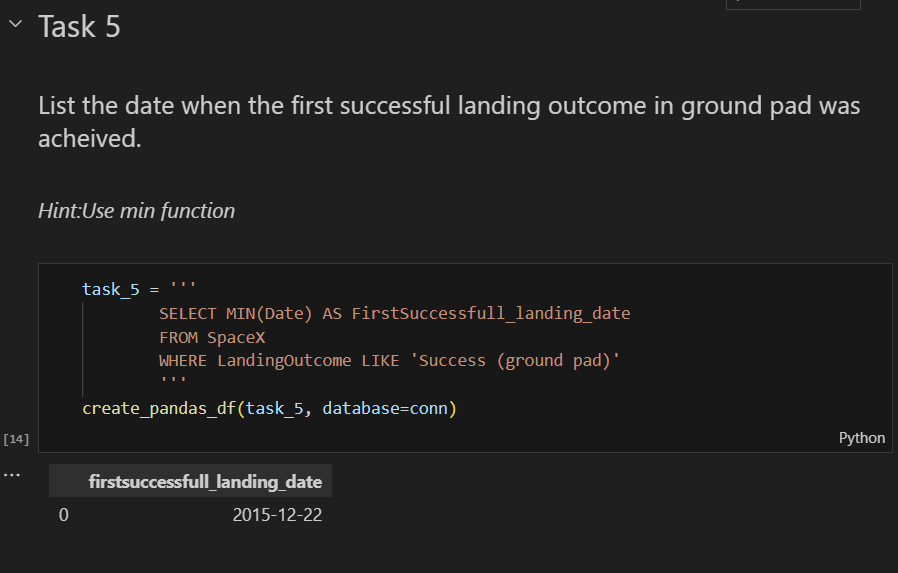 Task 5
List the date when the first successful landing outcome in ground pad was
acheived.
Hint:Use min function
task_5 = '''
SELECT MIN(Date) AS FirstSuccessfull_landing_date
FROM SpaceX
WHERE LandingOutcome LIKE 'Success (ground pad)'
'''
create_pandas_df(task_5, database=conn)
[14]
Python
...
firstsuccessfull_landing_date
0 2015-12-22